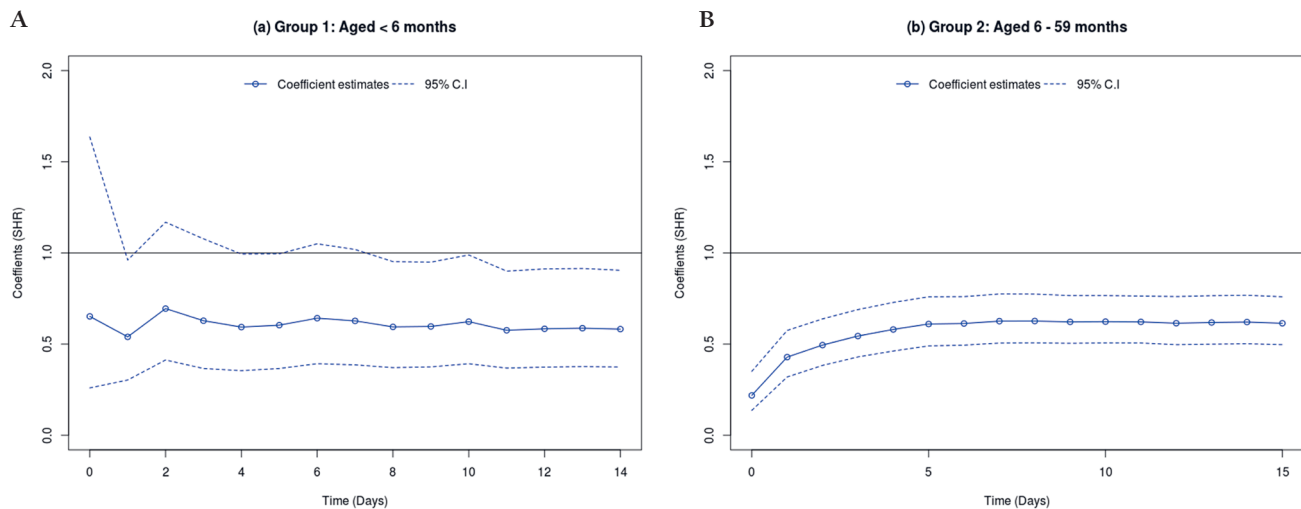 A
(a) Group 1: Aged < 6 months
Coefficient estimates 95% C.I
2.0
1.5
1.0
0.5
0.0
Coeffients (SHR)
0 2 4 6 8 10 12 14
Time (Days)
B
(b) Group 2: Aged 6 - 59 months
Coefficient estimates 95% C.I
2.0
1.5
1.0
0.5
0.0
Coeffients (SHR)
0 5 10 15
Time (Days)